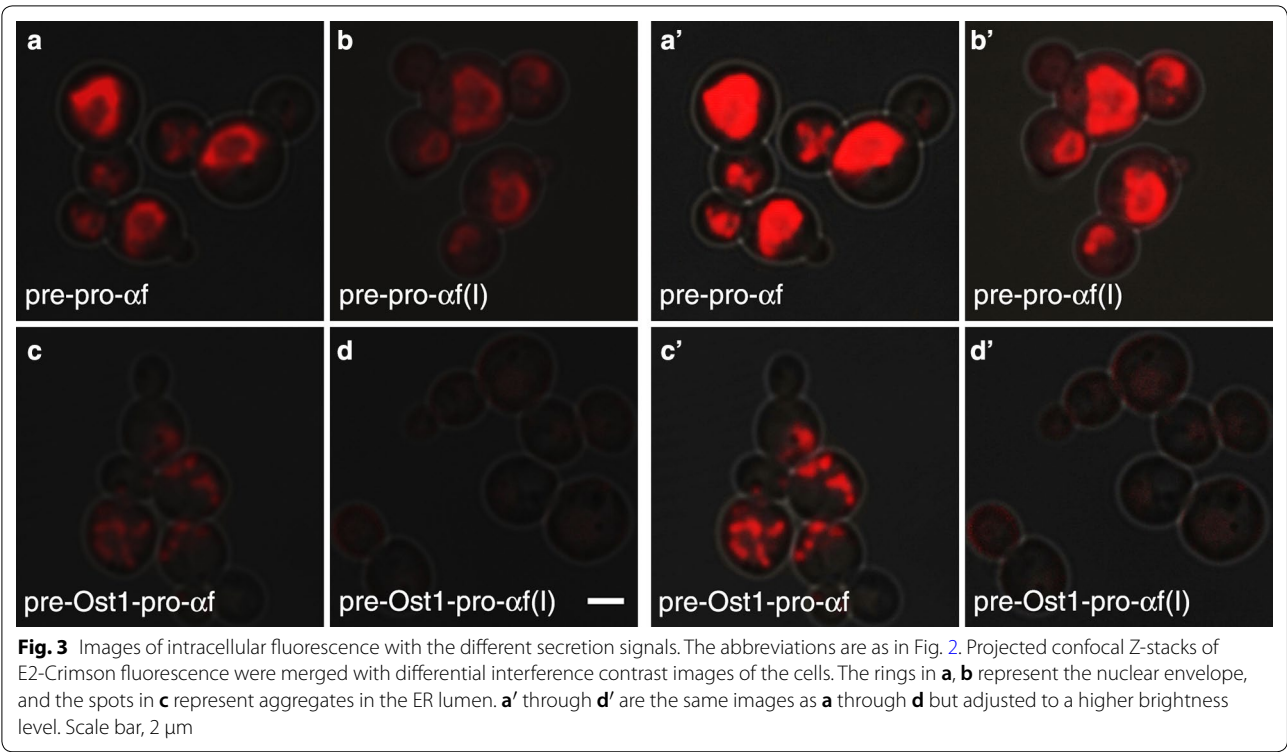 a
b
a’
b’
pre-pro-αf
pre-pro-αf(I)
pre-pro-αf
pre-pro-αf(I)
c
d
c’
d’
pre-Ost1-pro-αf
pre-Ost1-pro-αf(I)
pre-Ost1-pro-αf
pre-Ost1-pro-αf(I)
Fig. 3 Images of intracellular fluorescence with the different secretion signals. The abbreviations are as in Fig. 2. Projected confocal Z-stacks of
E2-Crimson fluorescence were merged with differential interference contrast images of the cells. The rings in a, b represent the nuclear envelope,
and the spots in c represent aggregates in the ER lumen. a′ through d′ are the same images as a through d but adjusted to a higher brightness
level. Scale bar, 2 μm